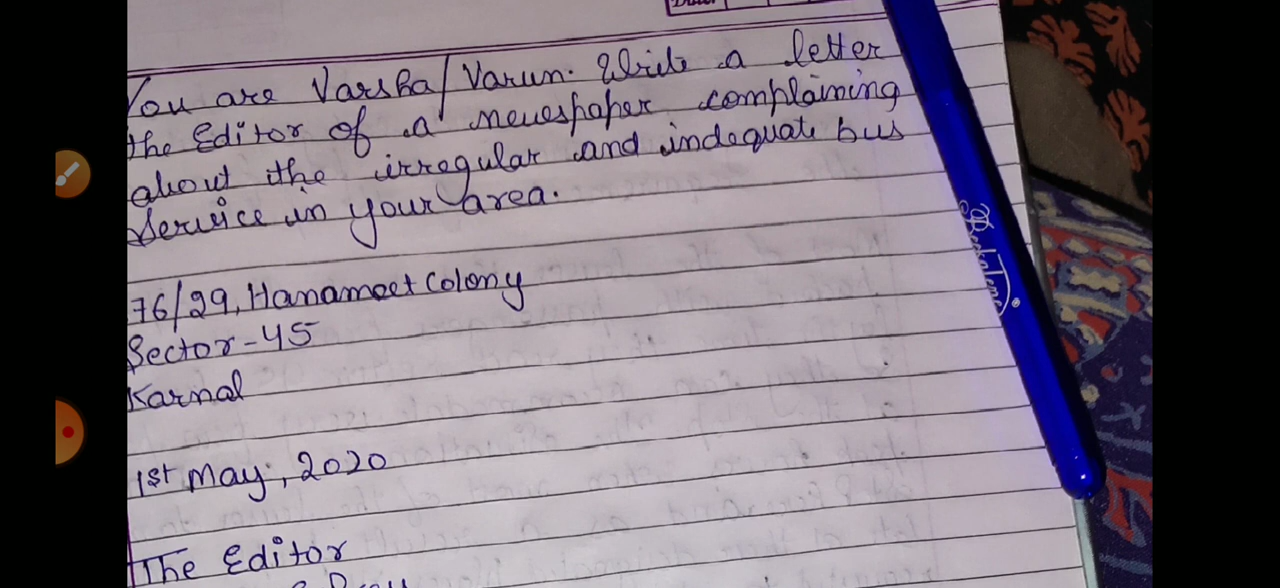 You are Varsha/Varun. Write a letter
the Editor of a newspaper complaining
about the irregular and indequate bus
Service in your area.
76/29, Hanameet Colony
Sector-45
Karnal
1st May, 2020
The Editor